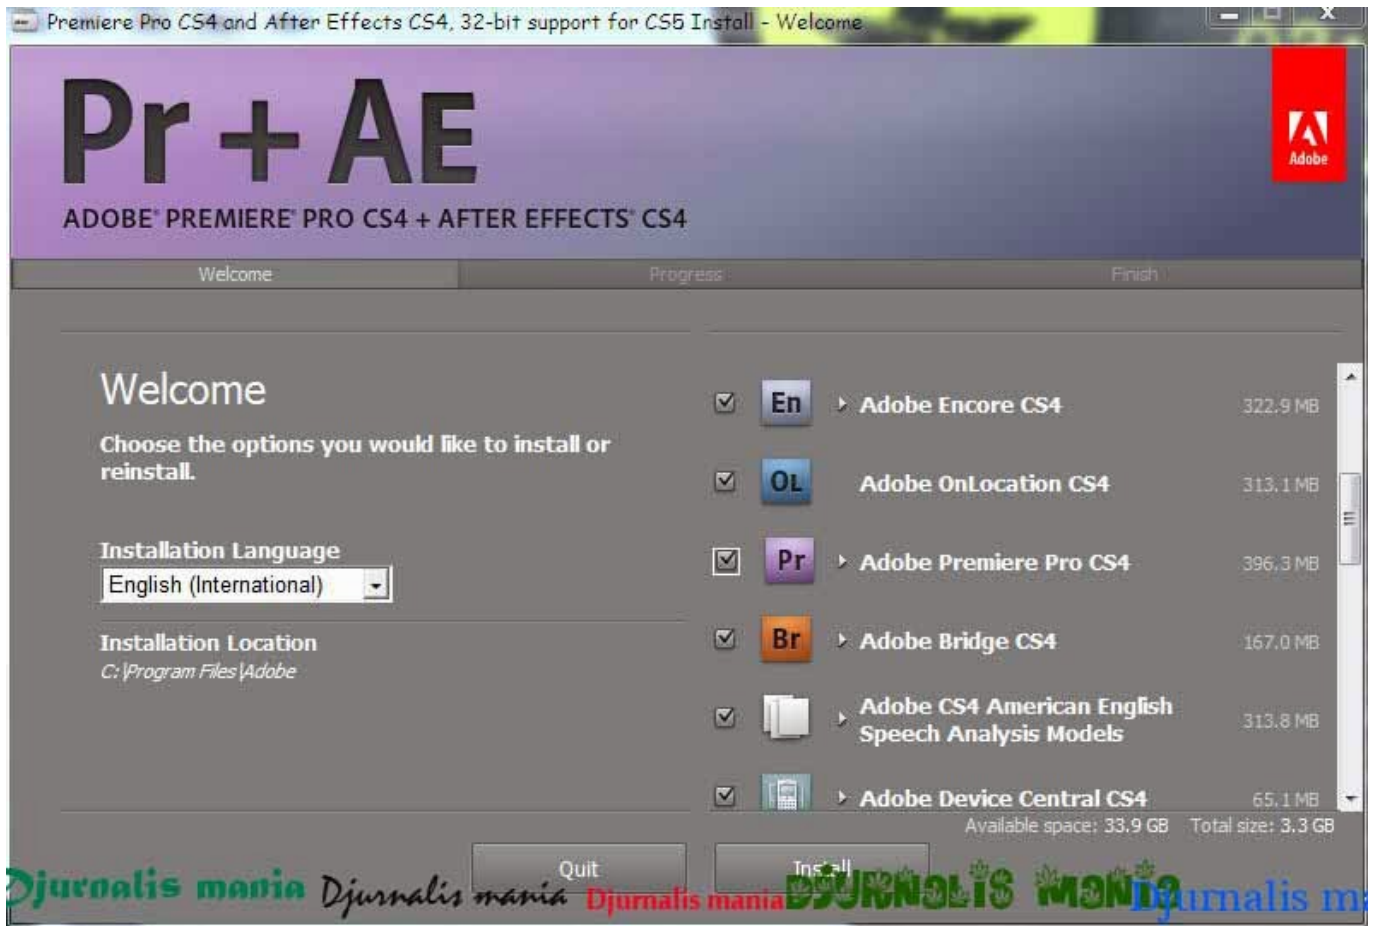 Premiere Pro CS4 and After Effects CS4, 32-bit support for CS5 Install - Welcome
Pr + AE
Adobe
ADOBE® PREMIERE® PRO CS4 + AFTER EFFECTS® CS4
Welcome Progress Finish
Welcome
Choose the options you would like to install or
reinstall.
Installation Language
English (International)
Installation Location
C:\Program Files\Adobe
En Adobe Encore CS4 322.9 MB
OL Adobe OnLocation CS4 313.1 MB
Pr Adobe Premiere Pro CS4 396.3 MB
Br Adobe Bridge CS4 167.0 MB
Adobe CS4 American English
Speech Analysis Models 313.8 MB
Adobe Device Central CS4 65.1 MB
Available space: 33.9 GB Total size: 3.3 GB
Quit Install
Djurnalis mania Djurnalis mania Djurnalis mania DJURNALIS MANIA Djurnalis m